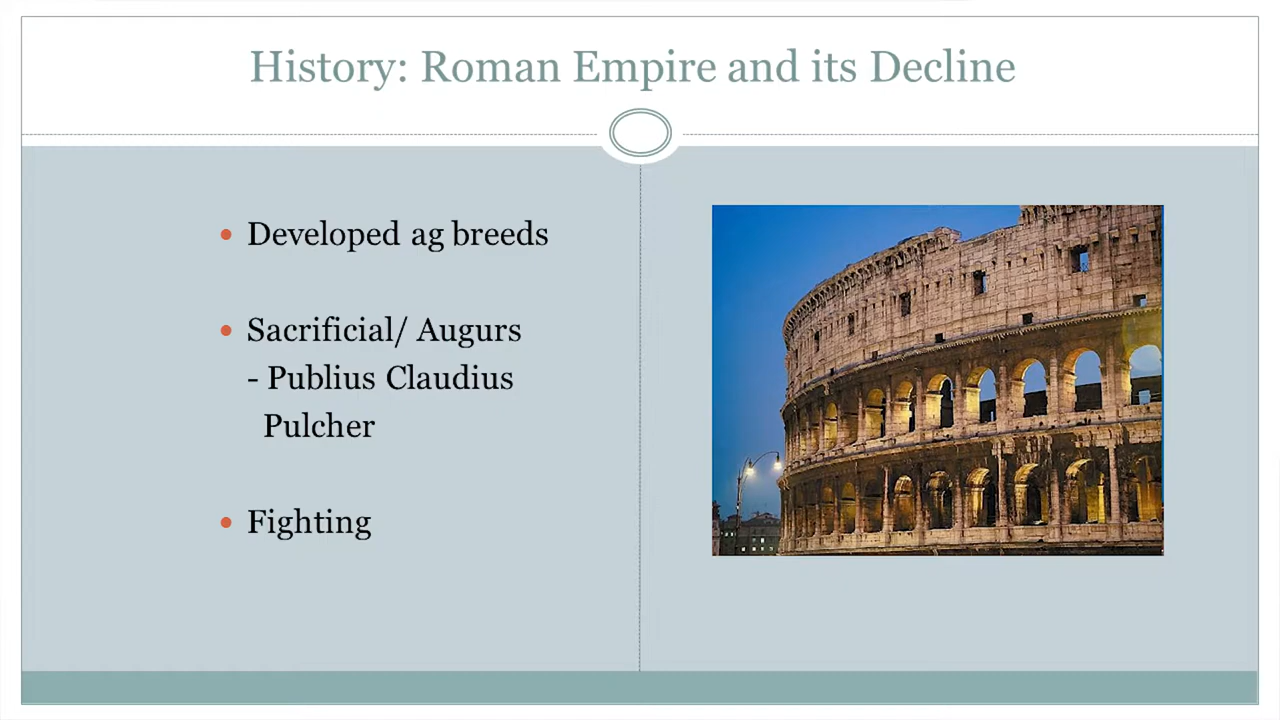 History: Roman Empire and its Decline
• Developed ag breeds
• Sacrificial/ Augurs
- Publius Claudius
Pulcher
• Fighting